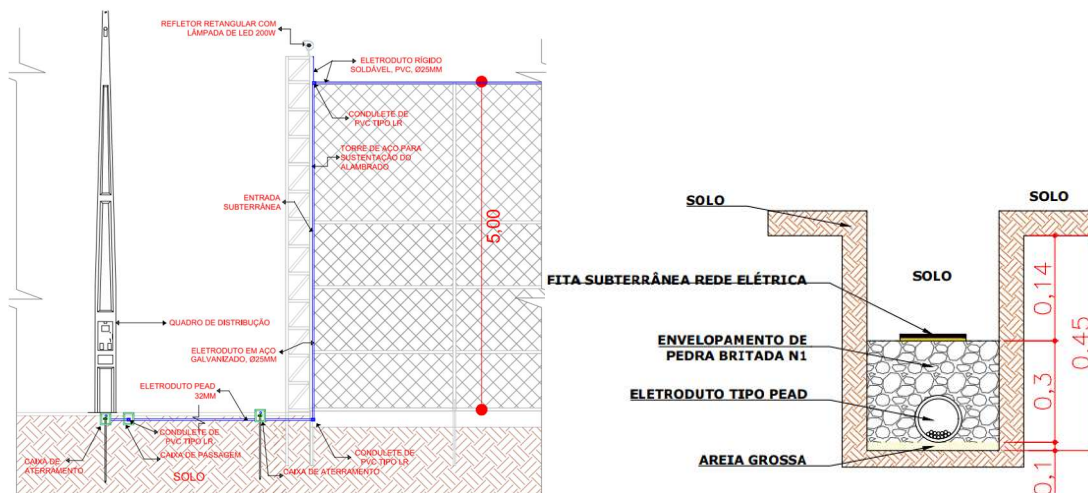 REFLETOR RETANGULAR COM
LÂMPADA DE LED 200W
ELETRODUTO RÍGIDO
SOLDÁVEL, PVC, Ø25MM
CONDULETE DE
PVC TIPO LR
TORRE DE AÇO PARA
SUSTENTAÇÃO DO
ALAMBRADO
ENTRADA
SUBTERRÂNEA
5,00
QUADRO DE DISTRIBUIÇÃO
ELETRODUTO EM AÇO
GALVANIZADO, Ø25MM
ELETRODUTO PEAD
32MM
CONDULETE DE
PVC TIPO LR
CAIXA DE PASSAGEM
CAIXA DE
ATERRAMENTO
SOLO
CAIXA DE ATERRAMENTO
CONDULETE DE
PVC TIPO LR
SOLO
SOLO
SOLO
FITA SUBTERRÂNEA REDE ELÉTRICA
ENVELOPAMENTO DE
PEDRA BRITADA N1
ELETRODUTO TIPO PEAD
AREIA GROSSA
0,14
0,45
0,3
0,1